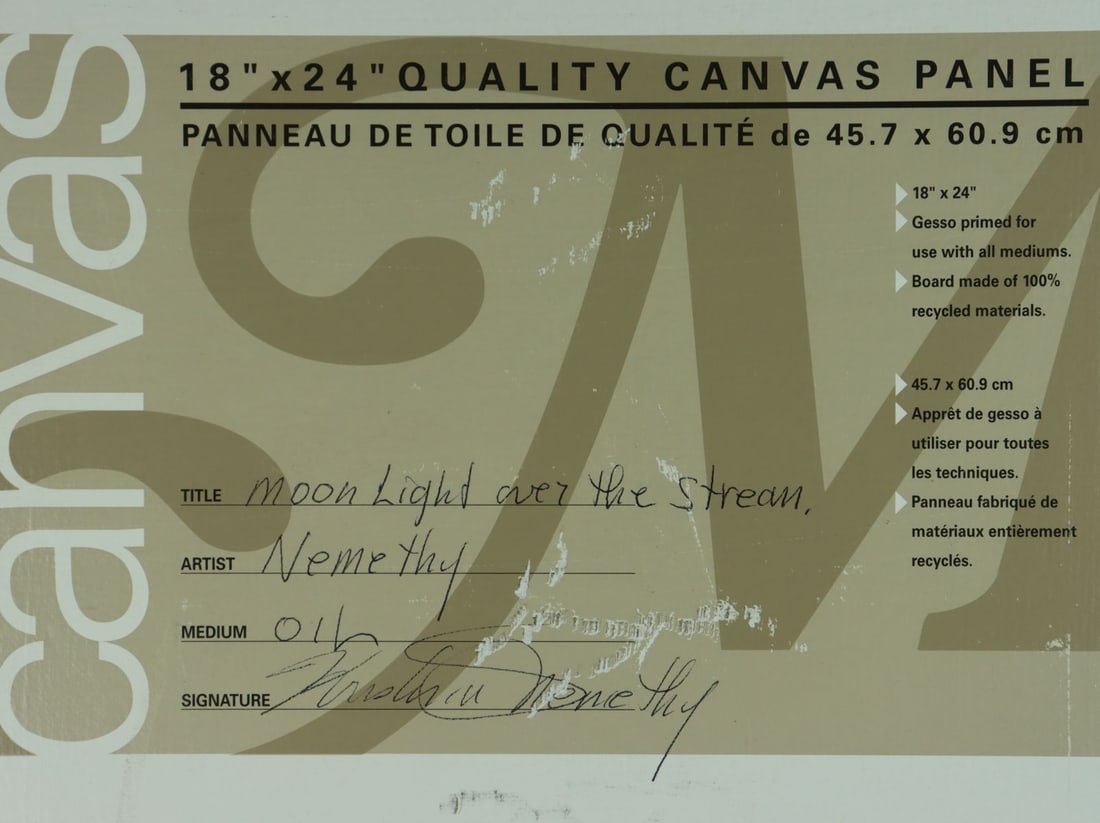 canvas
18"x24" QUALITY CANVAS PANEL
PANNEAU DE TOILE DE QUALITÉ de 45.7 x 60.9 cm
18" x 24"
Gesso primed for
use with all mediums.
Board made of 100%
recycled materials.
45.7 x 60.9 cm
Apprêt de gesso à
utiliser pour toutes
les techniques.
Panneau fabriqué de
matériaux entièrement
recyclés.
TITLE moon Light over the Stream,
ARTIST Nemethy
MEDIUM OIL
SIGNATURE Nemethy